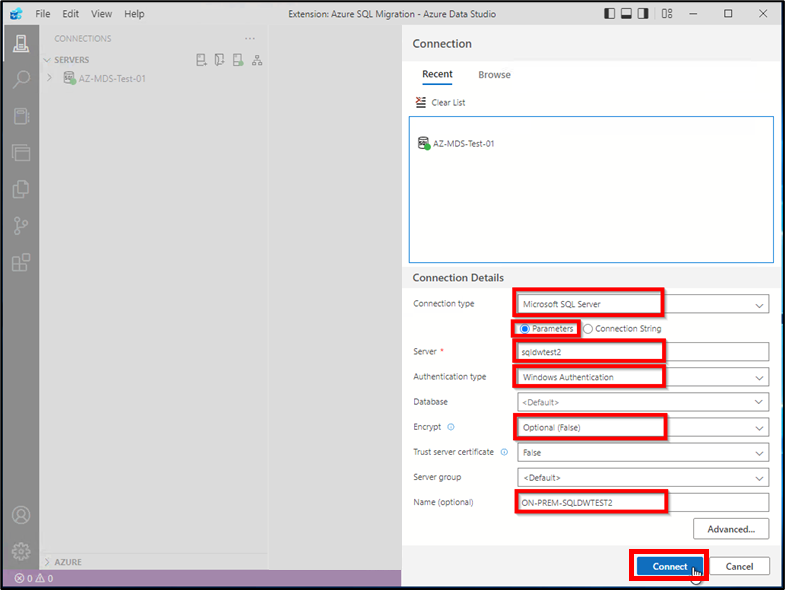 File Edit View Help Extension: Azure SQL Migration - Azure Data Studio
CONNECTIONS ...
SERVERS
AZ-MDS-Test-01
AZURE
0 0
Connection
Recent Browse
Clear List
AZ-MDS-Test-01
Connection Details
Connection type Microsoft SQL Server
Parameters Connection String
Server * sqldwtest2
Authentication type Windows Authentication
Database <Default>
Encrypt Optional (False)
Trust server certificate False
Server group <Default>
Name (optional) ON-PREM-SQLDWTEST2
Advanced...
Connect Cancel